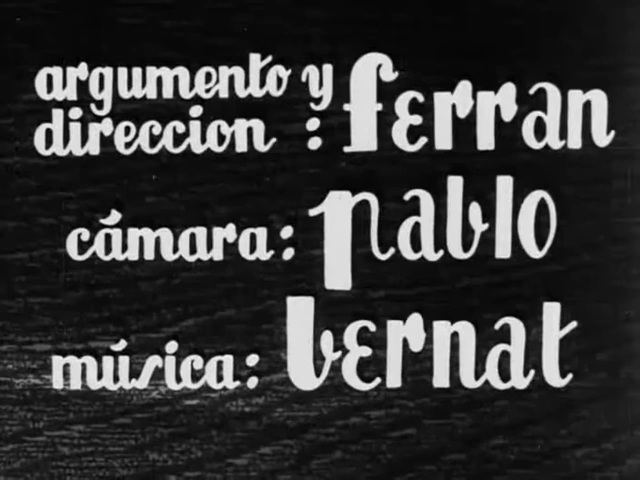 argumento y
direccion : ferran
cámara: pablo
música: bernat